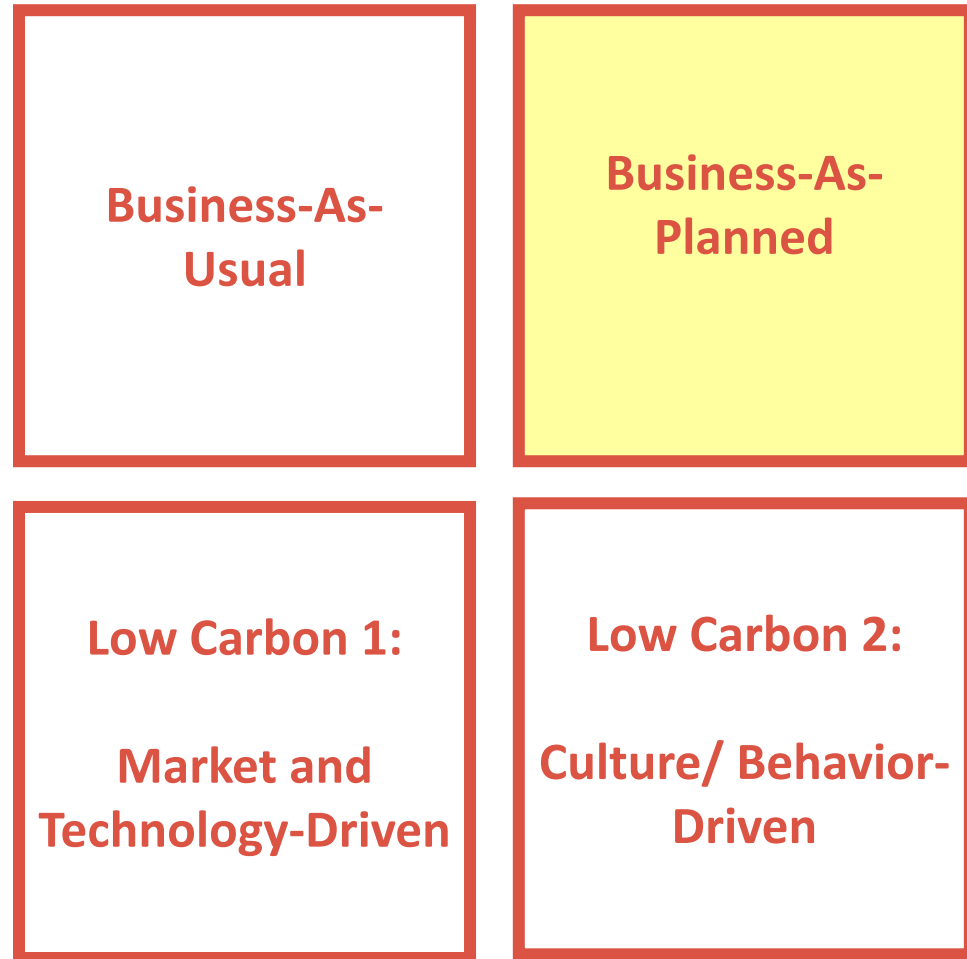 Business-As-
Usual
Business-As-
Planned
Low Carbon 1:
Market and
Technology-Driven
Low Carbon 2:
Culture/ Behavior-
Driven